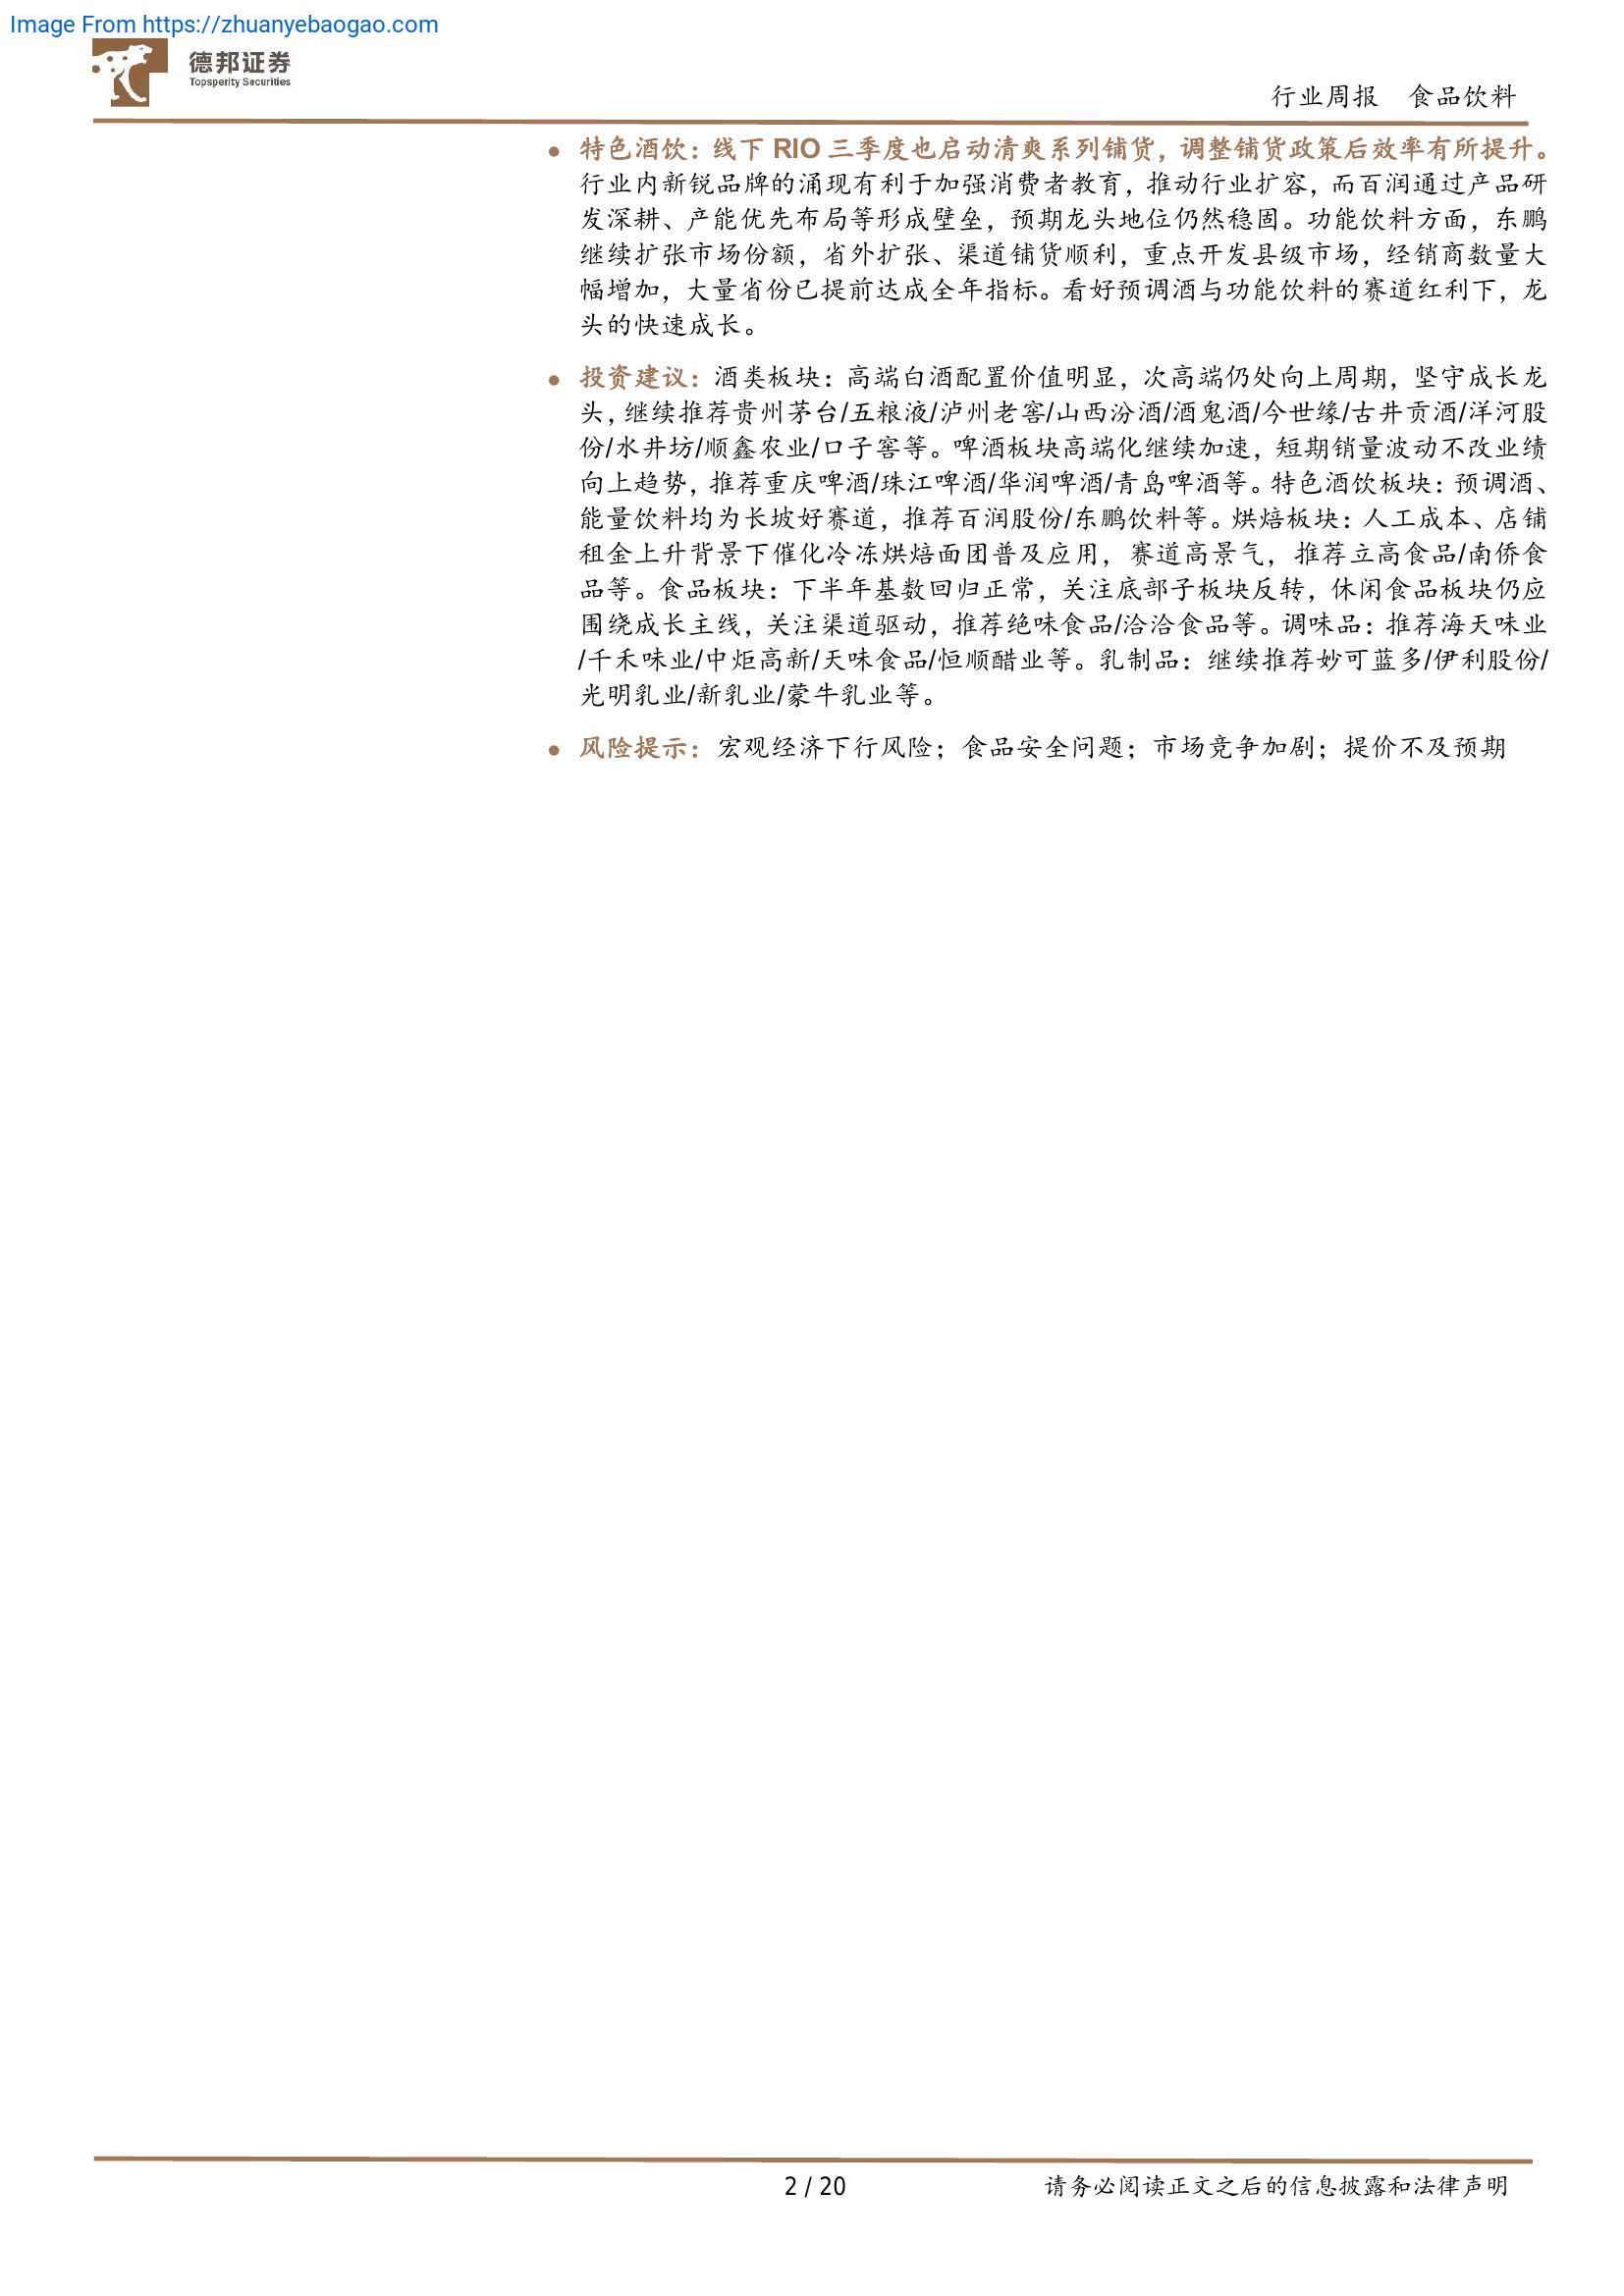 Image From https://zhuanyebaogao.com
德邦证券
Topsperity Securities
行业周报 食品饮料
● 特色酒饮：线下 RIO 三季度也启动清爽系列铺货，调整铺货政策后效率有所提升。
行业内新锐品牌的涌现有利于加强消费者教育，推动行业扩容，而百润通过产品研
发深耕、产能优先布局等形成壁垒，预期龙头地位仍然稳固。功能饮料方面，东鹏
继续扩张市场份额，省外扩张、渠道铺货顺利，重点开发县级市场，经销商数量大
幅增加，大量省份已提前达成全年指标。看好预调酒与功能饮料的赛道红利下，龙
头的快速成长。
● 投资建议：酒类板块：高端白酒配置价值明显，次高端仍处向上周期，坚守成长龙
头，继续推荐贵州茅台/五粮液/泸州老窖/山西汾酒/酒鬼酒/今世缘/古井贡酒/洋河股
份/水井坊/顺鑫农业/口子窖等。啤酒板块高端化继续加速，短期销量波动不改业绩
向上趋势，推荐重庆啤酒/珠江啤酒/华润啤酒/青岛啤酒等。特色酒饮板块：预调酒、
能量饮料均为长坡好赛道，推荐百润股份/东鹏饮料等。烘焙板块：人工成本、店铺
租金上升背景下催化冷冻烘焙面团普及应用，赛道高景气，推荐立高食品/南侨食
品等。食品板块：下半年基数回归正常，关注底部子板块反转，休闲食品板块仍应
围绕成长主线，关注渠道驱动，推荐绝味食品/洽洽食品等。调味品：推荐海天味业
/千禾味业/中炬高新/天味食品/恒顺醋业等。乳制品：继续推荐妙可蓝多/伊利股份/
光明乳业/新乳业/蒙牛乳业等。
● 风险提示：宏观经济下行风险；食品安全问题；市场竞争加剧；提价不及预期
2 / 20
请务必阅读正文之后的信息披露和法律声明